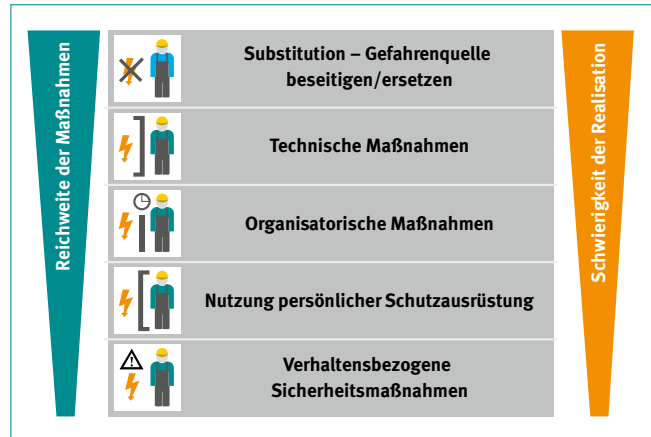 Reichweite der Maßnahmen
Substitution – Gefahrenquelle
beseitigen/ersetzen
Technische Maßnahmen
Organisatorische Maßnahmen
Nutzung persönlicher Schutzausrüstung
Verhaltensbezogene
Sicherheitsmaßnahmen
Schwierigkeit der Realisation